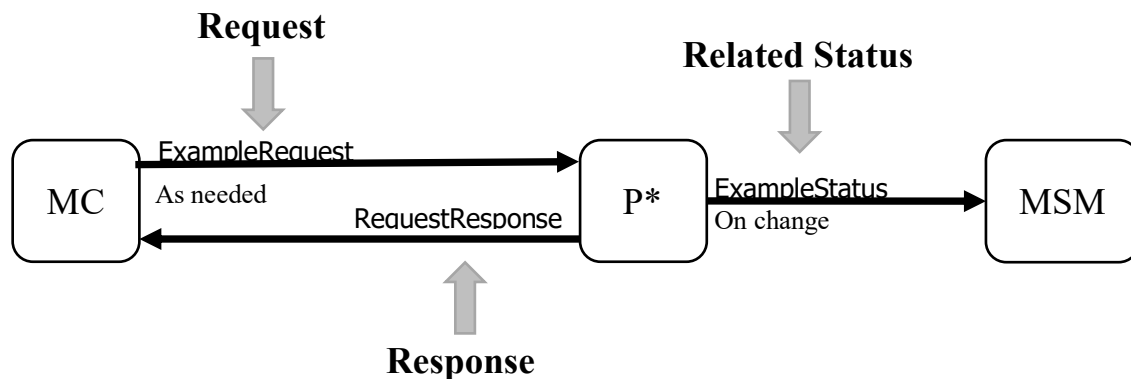 Request
Related Status
ExampleRequest
MC
As needed
RequestResponse
P*
ExampleStatus
On change
MSM
Response